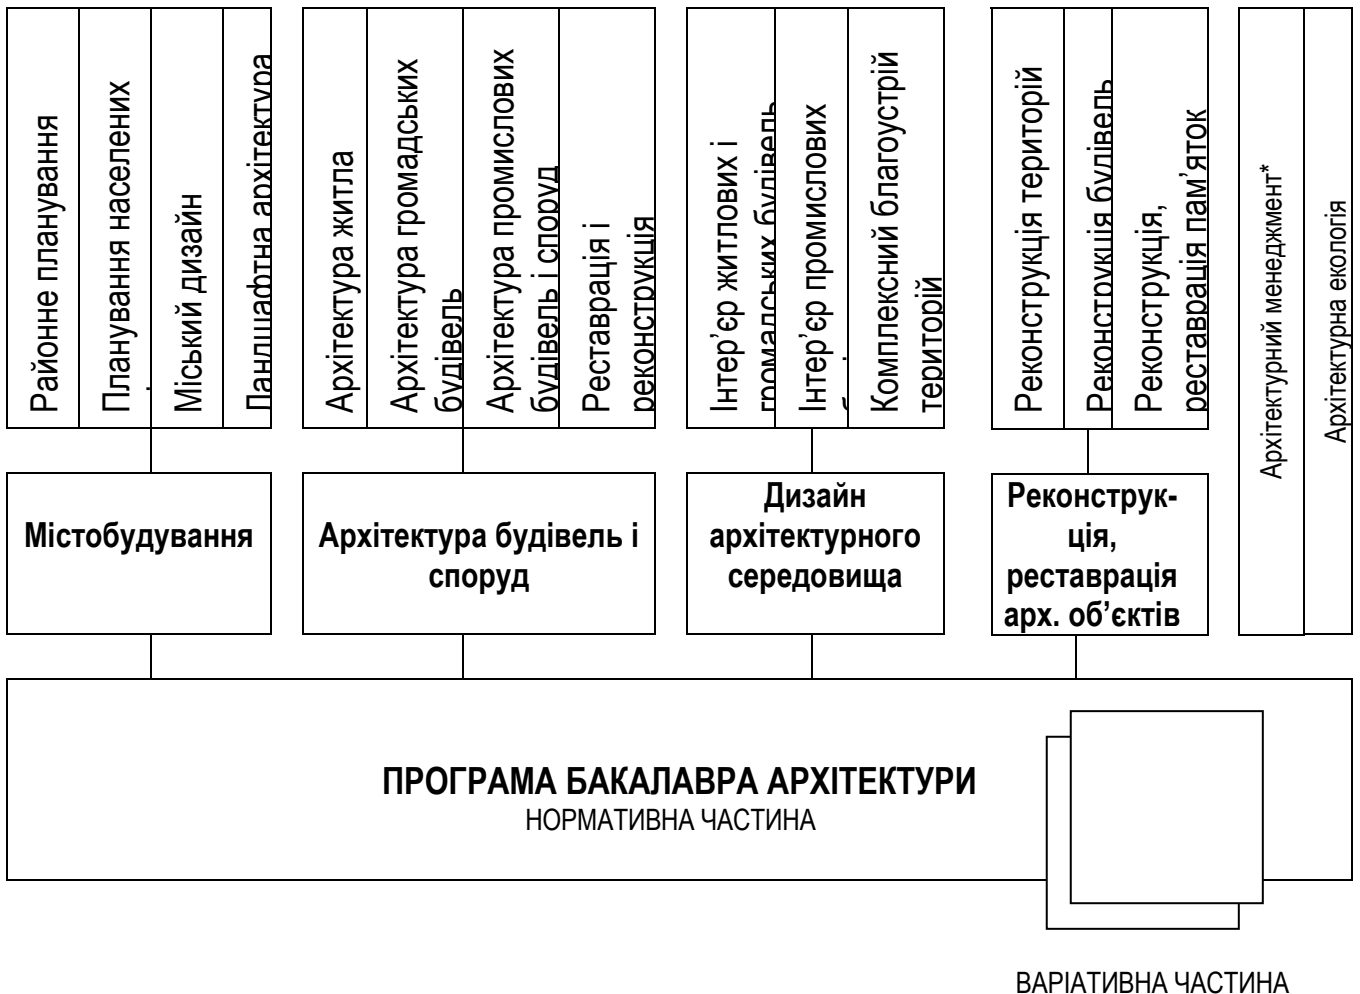 Районне планування
Планування населених
Міський дизайн
Ландшафтна архітектура
Архітектура житла
Архітектура громадських
будівель
Архітектура промислових
будівель і споруд
Реставрація і
реконструкція
Інтер’єр житлових і
громадських будівель
Інтер’єр промислових
Комплексний благоустрій
територій
Реконструкція територій
Реконструкція будівель
Реконструкція,
реставрація пам’яток
Архітектурний менеджмент*
Архітектурна екологія
Містобудування
Архітектура будівель і
споруд
Дизайн
архітектурного
середовища
Реконструк-
ція,
реставрація
арх. об’єктів
ПРОГРАМА БАКАЛАВРА АРХІТЕКТУРИ
НОРМАТИВНА ЧАСТИНА
ВАРІАТИВНА ЧАСТИНА